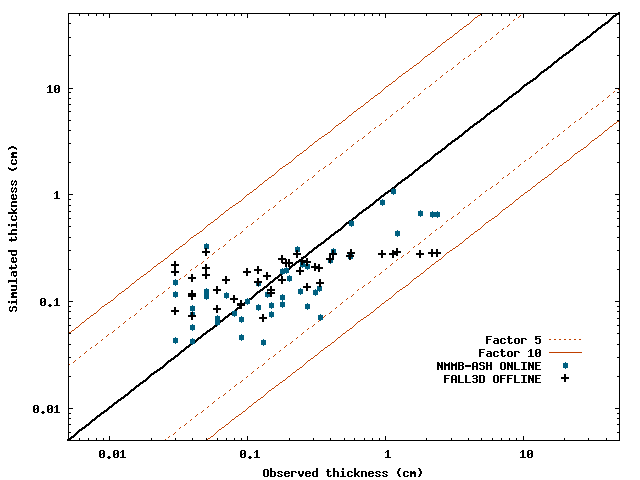 10
1
0.1
0.01
Simulated thickness (cm)
Factor 5
Factor 10
NMMB-ASH ONLINE
FALL3D OFFLINE
0.01 0.1 1 10
Observed thickness (cm)